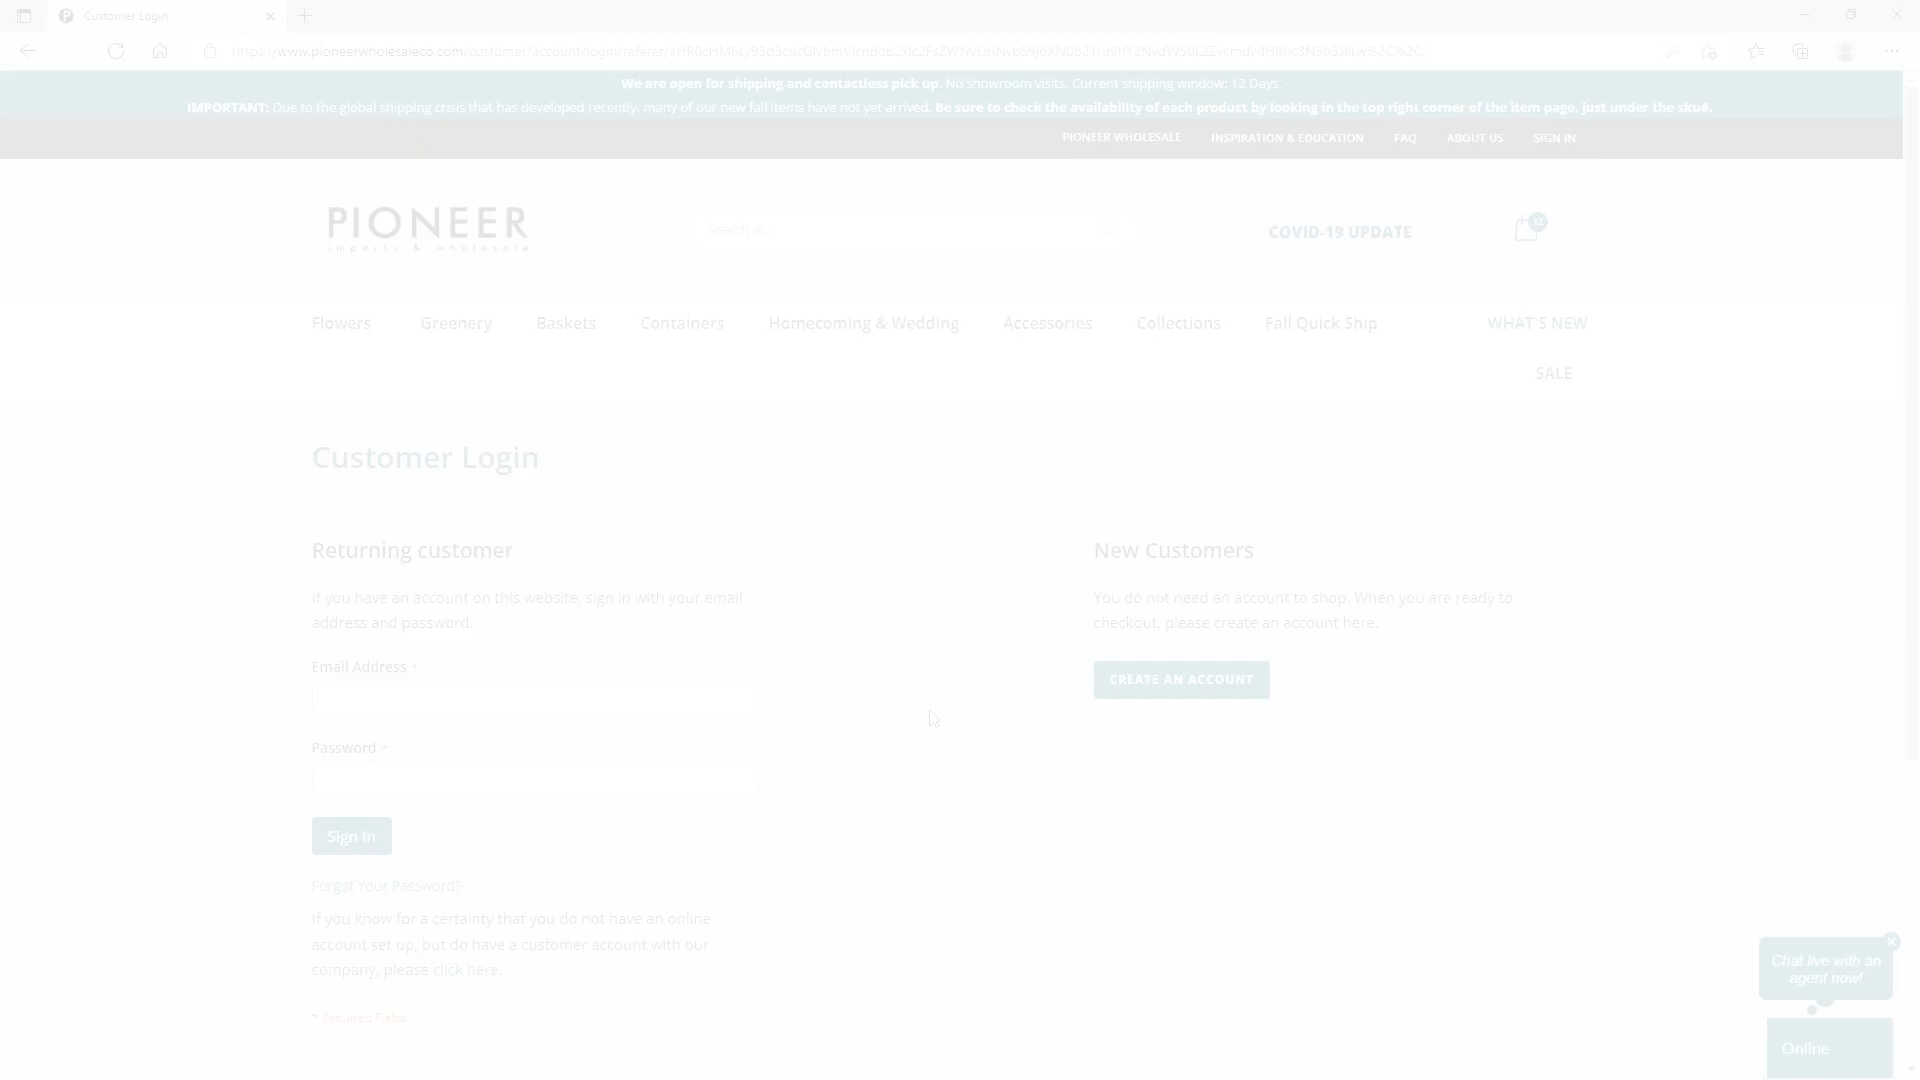 Customer Login
We are open for shipping and contactless pick up. No showroom visits. Current shipping window: 12 Days.
IMPORTANT: Due to the global shipping crisis that has developed recently, many of our new fall items have not yet arrived. Be sure to check the availability of each product by looking in the top right corner of the item page, just under the sku#.
PIONEER WHOLESALE INSPIRATION & EDUCATION FAQ ABOUT US SIGN IN
PIONEER
imports & wholesale
COVID-19 UPDATE
12
Flowers Greenery Baskets Containers Homecoming & Wedding Accessories Collections Fall Quick Ship WHAT'S NEW
SALE
Customer Login
Returning customer
If you have an account on this website, sign in with your email
address and password.
Email Address *
Password *
Sign In
Forgot Your Password?
If you know for a certainty that you do not have an online
account set up, but do have a customer account with our
company, please click here.
* Required Fields
New Customers
You do not need an account to shop. When you are ready to
checkout, please create an account here.
CREATE AN ACCOUNT
Chat live with an
agent now!
Online